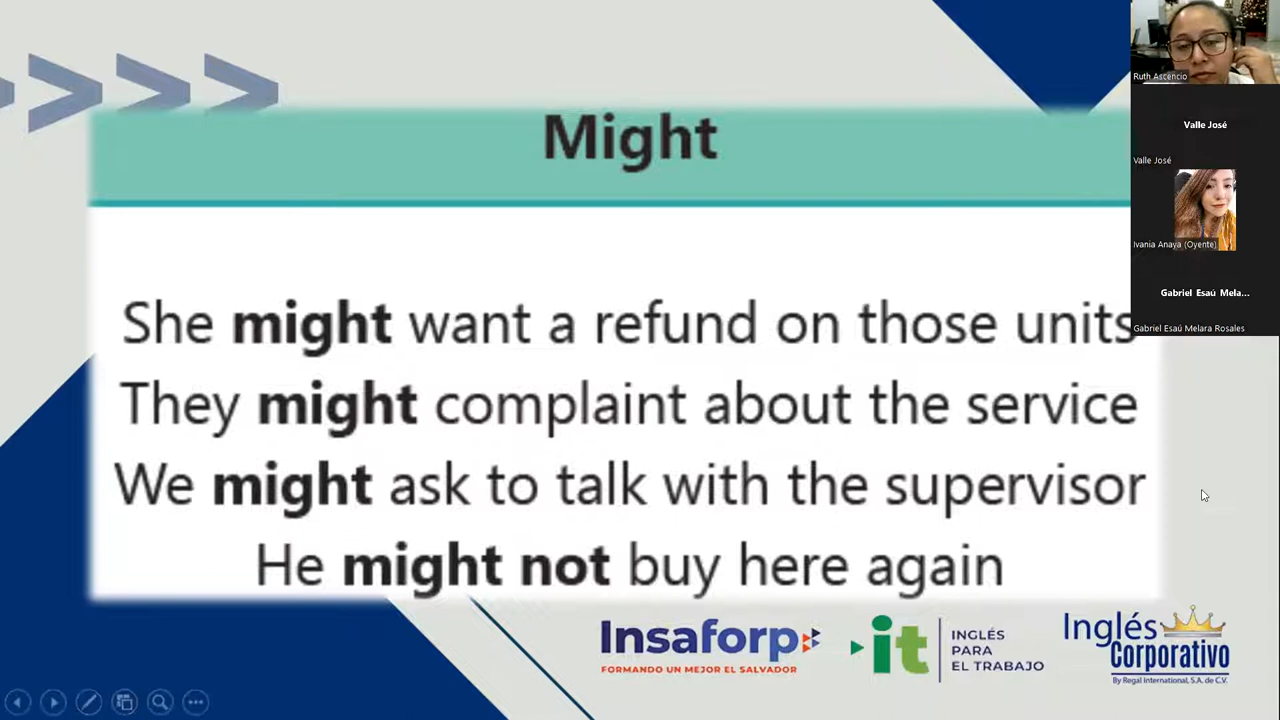 Might
She might want a refund on those units
They might complaint about the service
We might ask to talk with the supervisor
He might not buy here again
Insaforp
FORMANDO UN MEJOR EL SALVADOR
it
INGLÉS
PARA
EL TRABAJO
Inglés
Corporativo
By Regal International, S.A. de C.V.
Ruth Ascencio
Valle José
Valle José
Ivania Anaya (Oyente)
Gabriel Esaú Mela...
Gabriel Esaú Melara Rosales